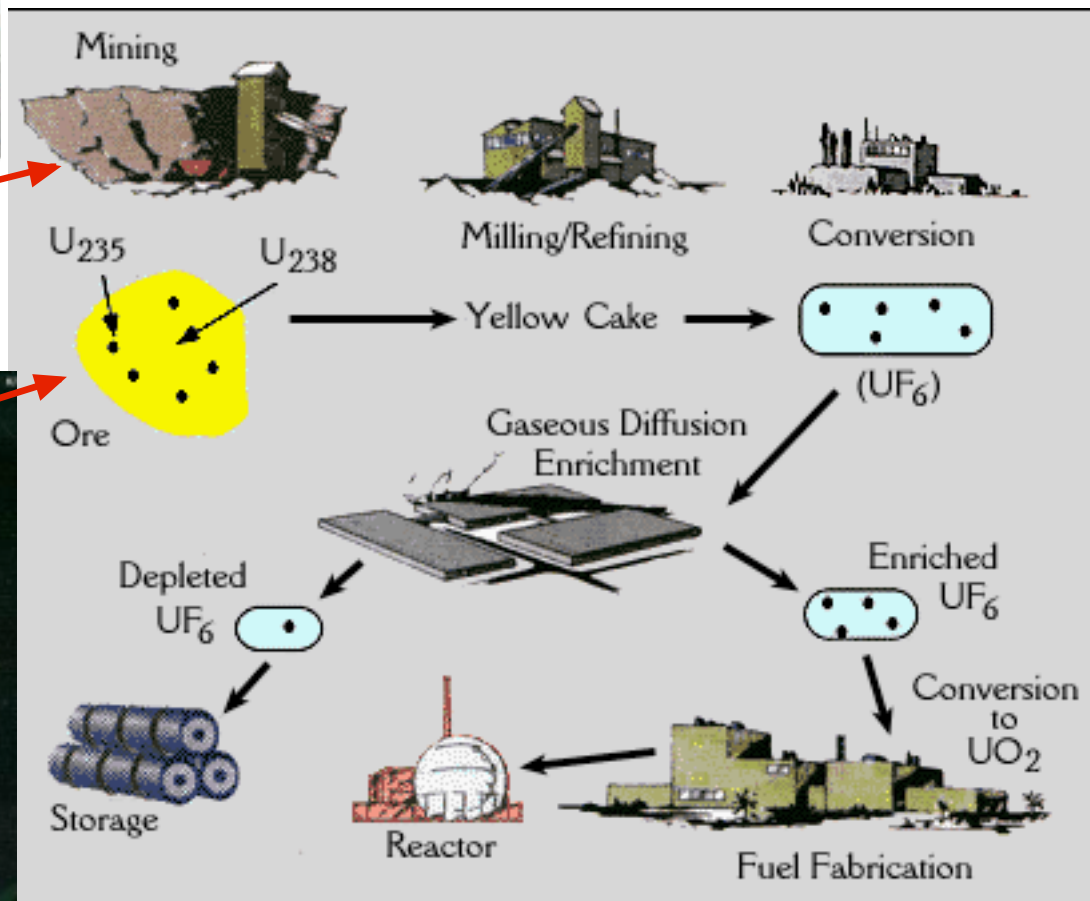 Mining
Milling/Refining
Conversion
U235
U238
Ore
Yellow Cake
(UF6)
Gaseous Diffusion
Enrichment
Depleted
UF6
Enriched
UF6
Conversion
to
UO2
Storage
Reactor
Fuel Fabrication